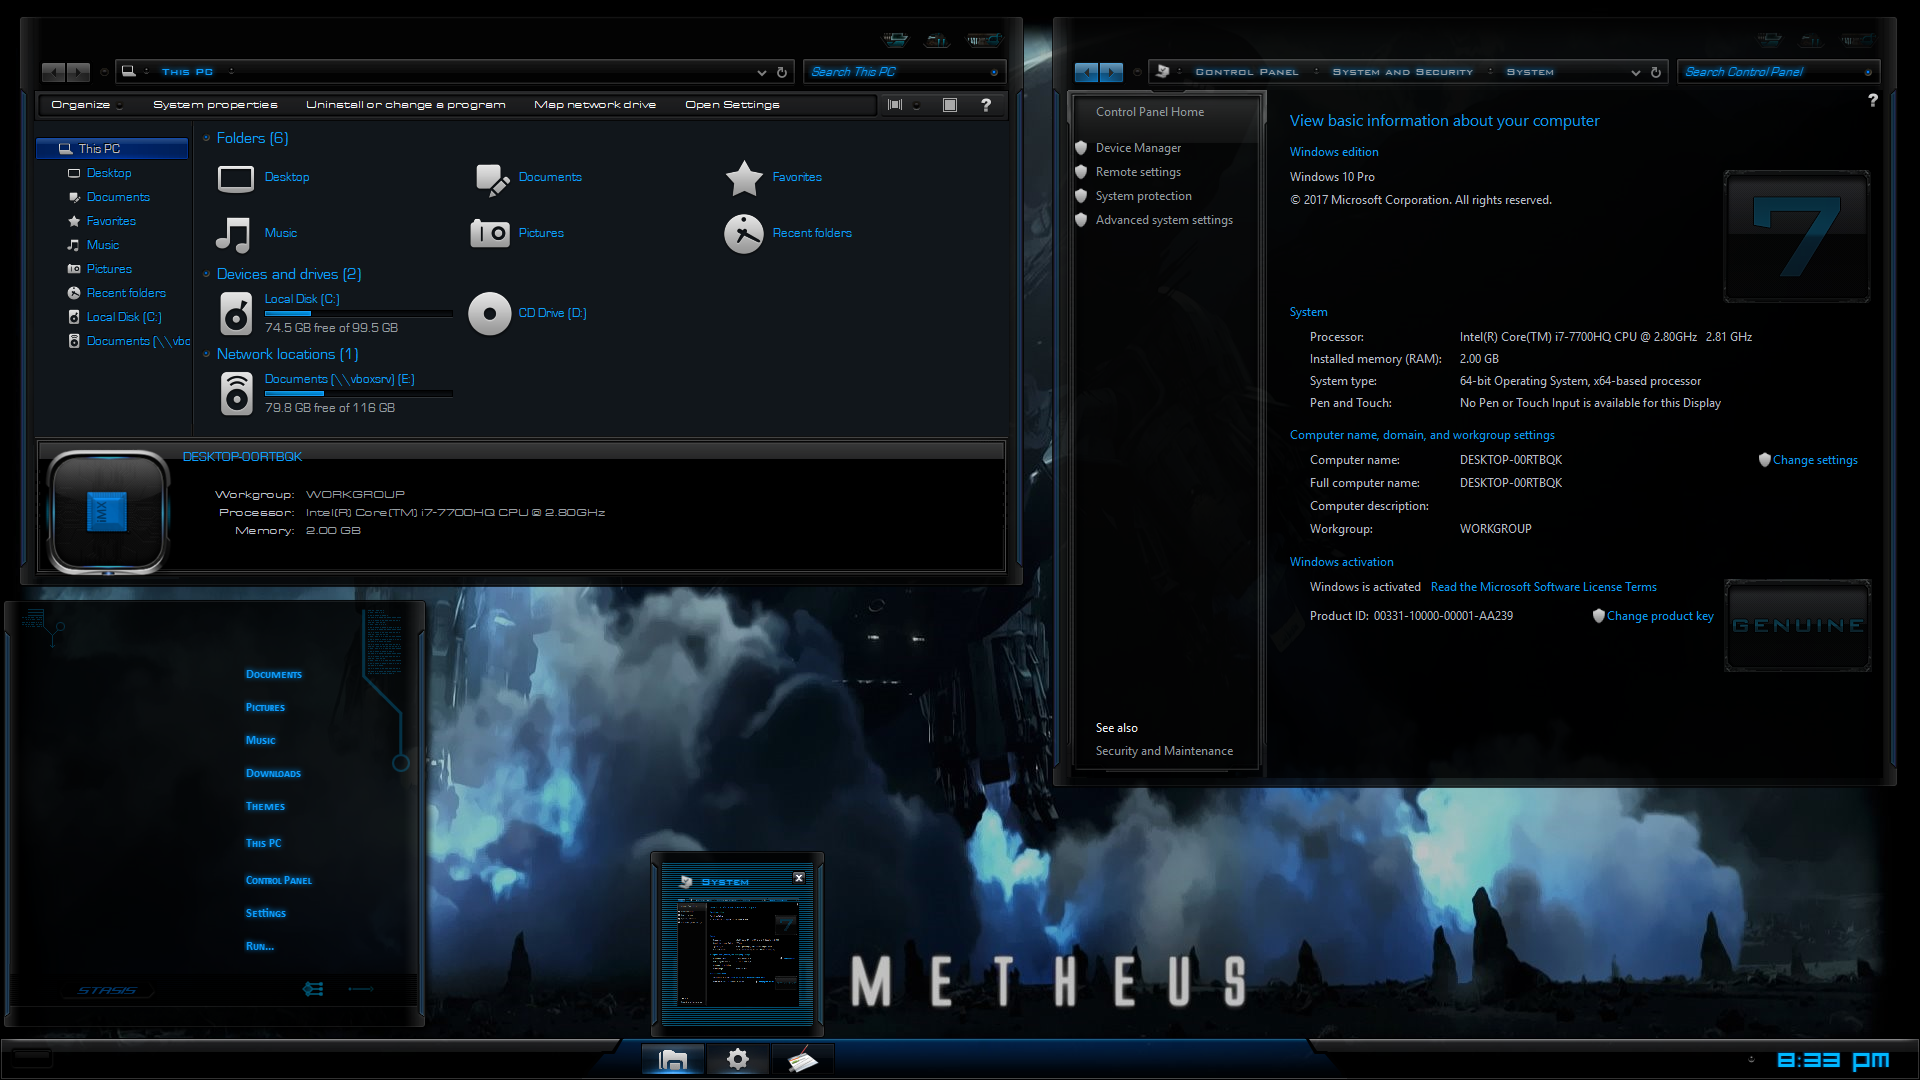 This PC
Search This PC
Organize
System properties
Uninstall or change a program
Map network drive
Open Settings
?
This PC
Desktop
Documents
Favorites
Music
Pictures
Recent folders
Local Disk (C:)
Documents (\\vbo
Folders (6)
Desktop
Documents
Favorites
Music
Pictures
Recent folders
Devices and drives (2)
Local Disk (C:)
74.5 GB free of 99.5 GB
CD Drive (D:)
Network locations (1)
Documents (\\vboxsrv) (E:)
79.8 GB free of 116 GB
iMX
DESKTOP-00RTBQK
Workgroup: WORKGROUP
Processor: Intel(R) Core(TM) i7-7700HQ CPU @ 2.80GHz
Memory: 2.00 GB
Control Panel
System and Security
System
Search Control Panel
?
Control Panel Home
Device Manager
Remote settings
System protection
Advanced system settings
See also
Security and Maintenance
View basic information about your computer
Windows edition
Windows 10 Pro
© 2017 Microsoft Corporation. All rights reserved.
7
System
Processor: Intel(R) Core(TM) i7-7700HQ CPU @ 2.80GHz 2.81 GHz
Installed memory (RAM): 2.00 GB
System type: 64-bit Operating System, x64-based processor
Pen and Touch: No Pen or Touch Input is available for this Display
Computer name, domain, and workgroup settings
Computer name: DESKTOP-00RTBQK
Change settings
Full computer name: DESKTOP-00RTBQK
Computer description:
Workgroup: WORKGROUP
Windows activation
Windows is activated Read the Microsoft Software License Terms
Product ID: 00331-10000-00001-AA239
Change product key
GENUINE
Documents
Pictures
Music
Downloads
Themes
This PC
Control Panel
Settings
Run...
STASIS
System
METHEUS
8:33 pm